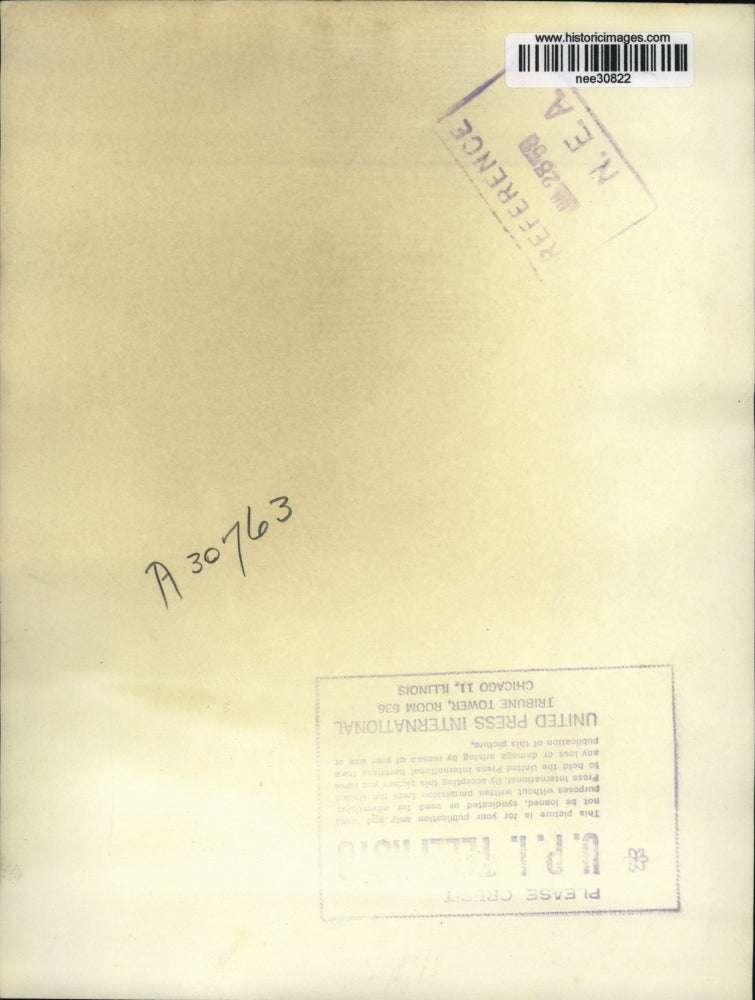 www.historicimages.com
nee30822
REFERENCE
28'58
N.E.A.
A 30763
PLEASE CREDIT
U.P.I. TELEPHOTO
This picture is for your publication only and must
not be loaned, syndicated or used for advertising
purposes without written permission from the United
Press International. By accepting this picture you agree
to hold the United Press International harmless from
any loss or damage arising by reason of your use or
publication of this picture.
UNITED PRESS INTERNATIONAL
TRIBUNE TOWER, ROOM 636
CHICAGO 11, ILLINOIS